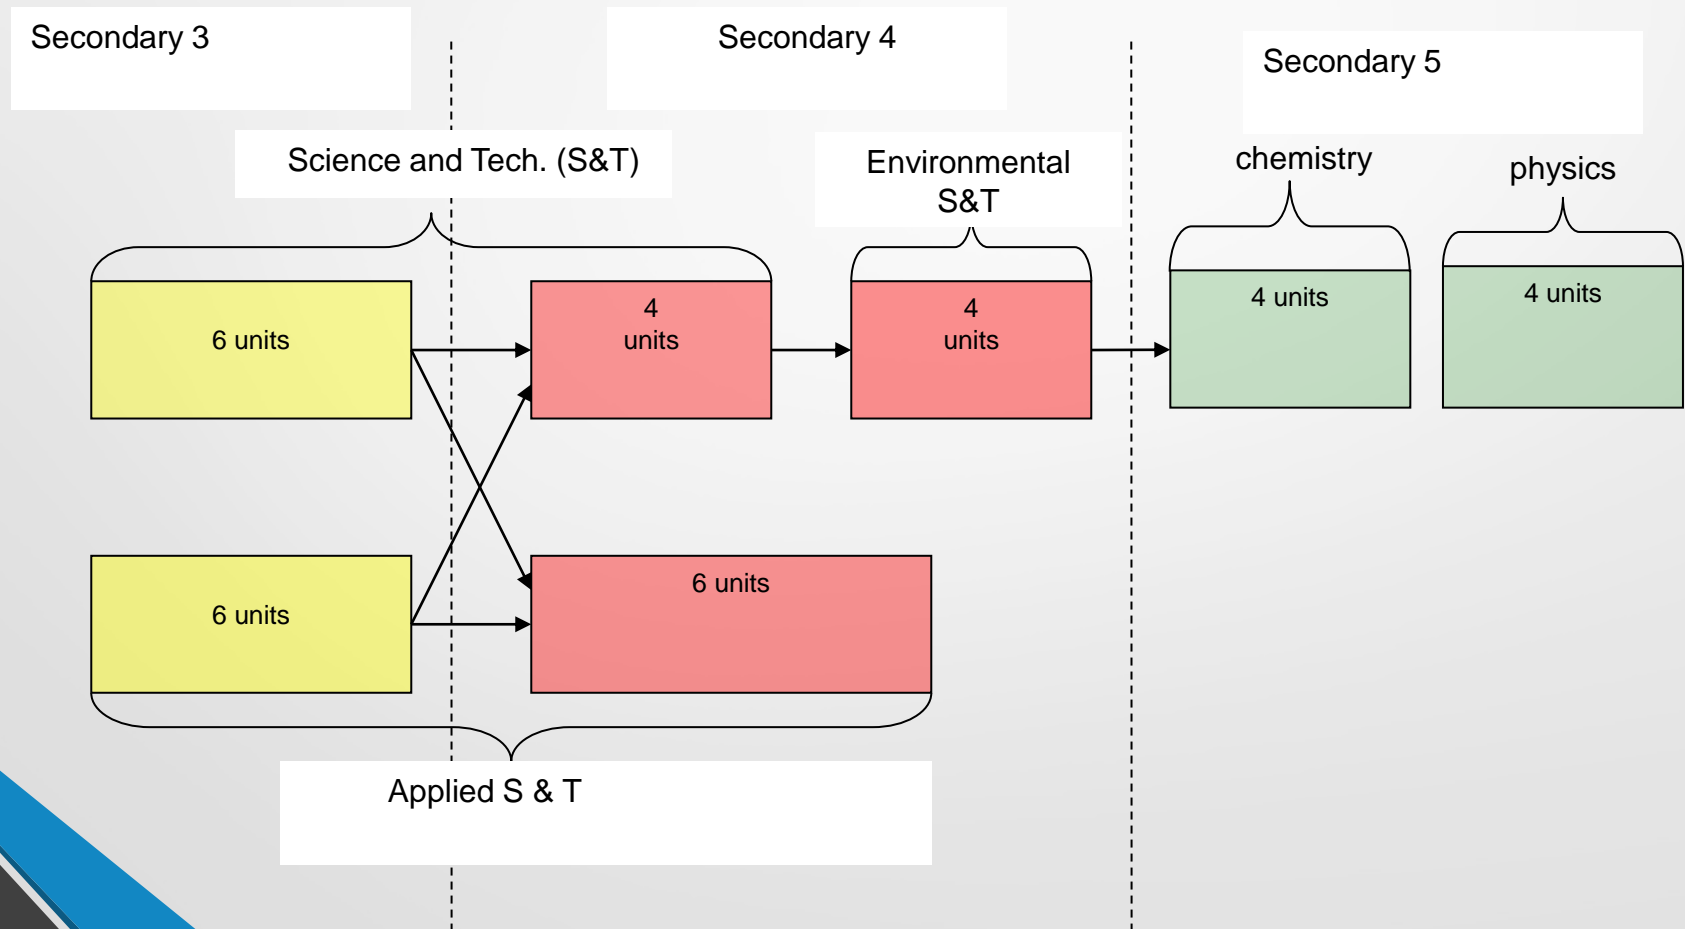 Secondary 3
Secondary 4
Secondary 5
Science and Tech. (S&T)
Environmental
S&T
chemistry
physics
6 units
4
units
4
units
4 units
4 units
6 units
6 units
Applied S & T